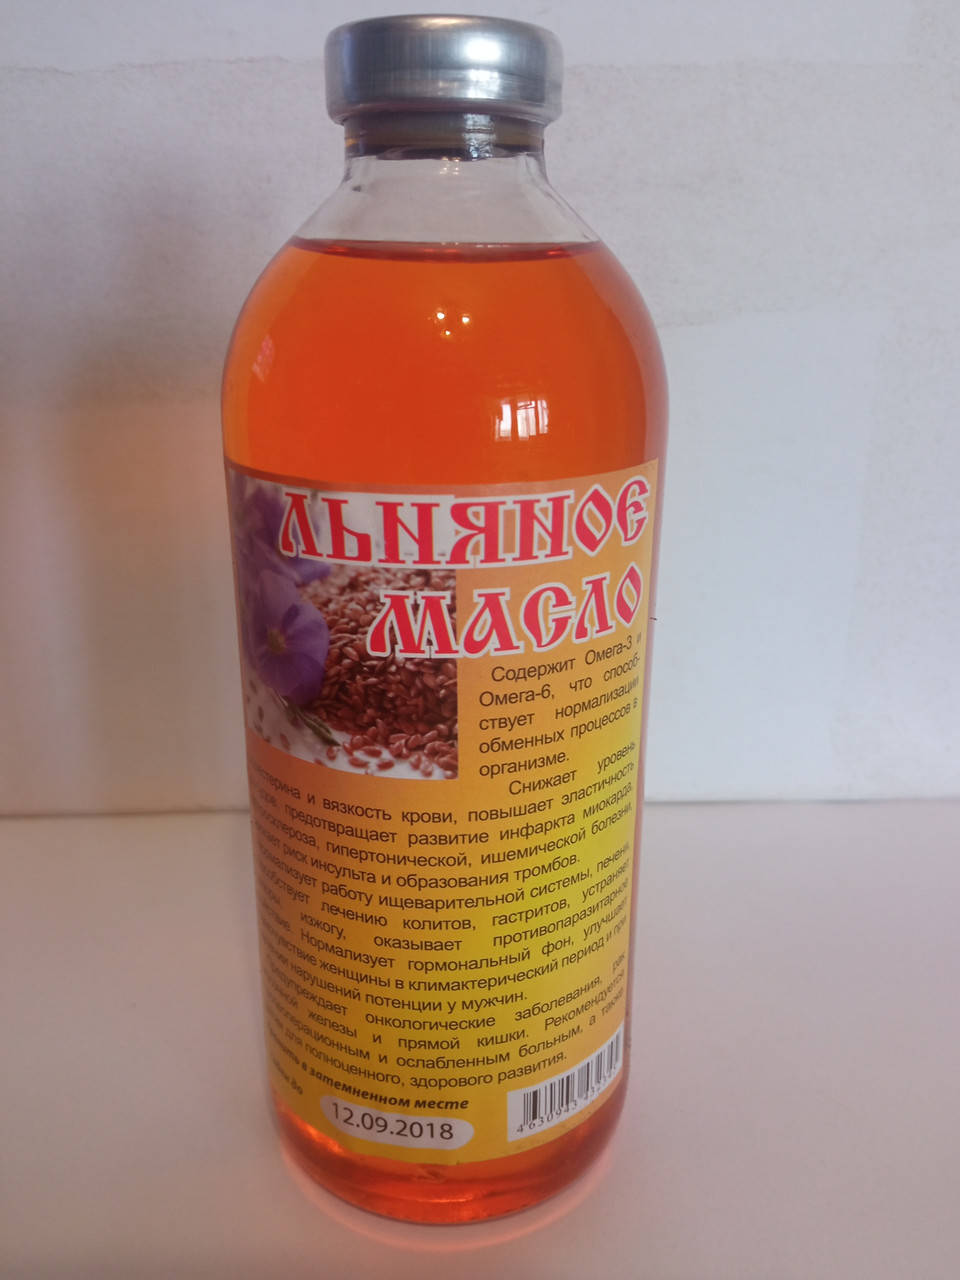 ЛЬНЯНОЕ
МАСЛО
Содержит Омега-3 и
Омега-6, что способ-
ствует нормализации
обменных процессов в
организме.
Снижает уровень
и вязкость крови, повышает эластичность
предотвращает развитие инфаркта миокарда,
гипертонической, ишемической болезни,
риск инсульта и образования тромбов.
работу ищеварительной системы, печени,
лечению колитов, гастритов, устраняет
изжогу, оказывает противопаразитарное
Нормализует гормональный фон, улучшает
женщины в климактерический период и при
нарушений потенции у мужчин.
онкологические заболевания, рак
железы и прямой кишки. Рекомендуется
и ослабленным больным, а также
для полноценного, здорового развития.
в затемненном месте
до
12.09.2018